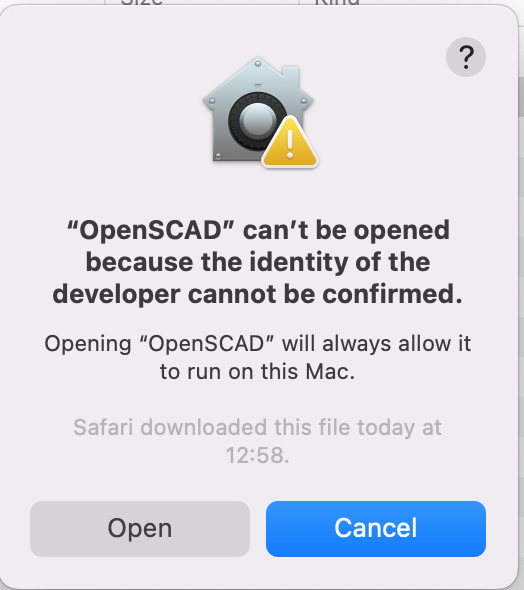 Size Kind
?
“OpenSCAD” can’t be opened
because the identity of the
developer cannot be confirmed.
Opening “OpenSCAD” will always allow it
to run on this Mac.
Safari downloaded this file today at
12:58.
Open Cancel